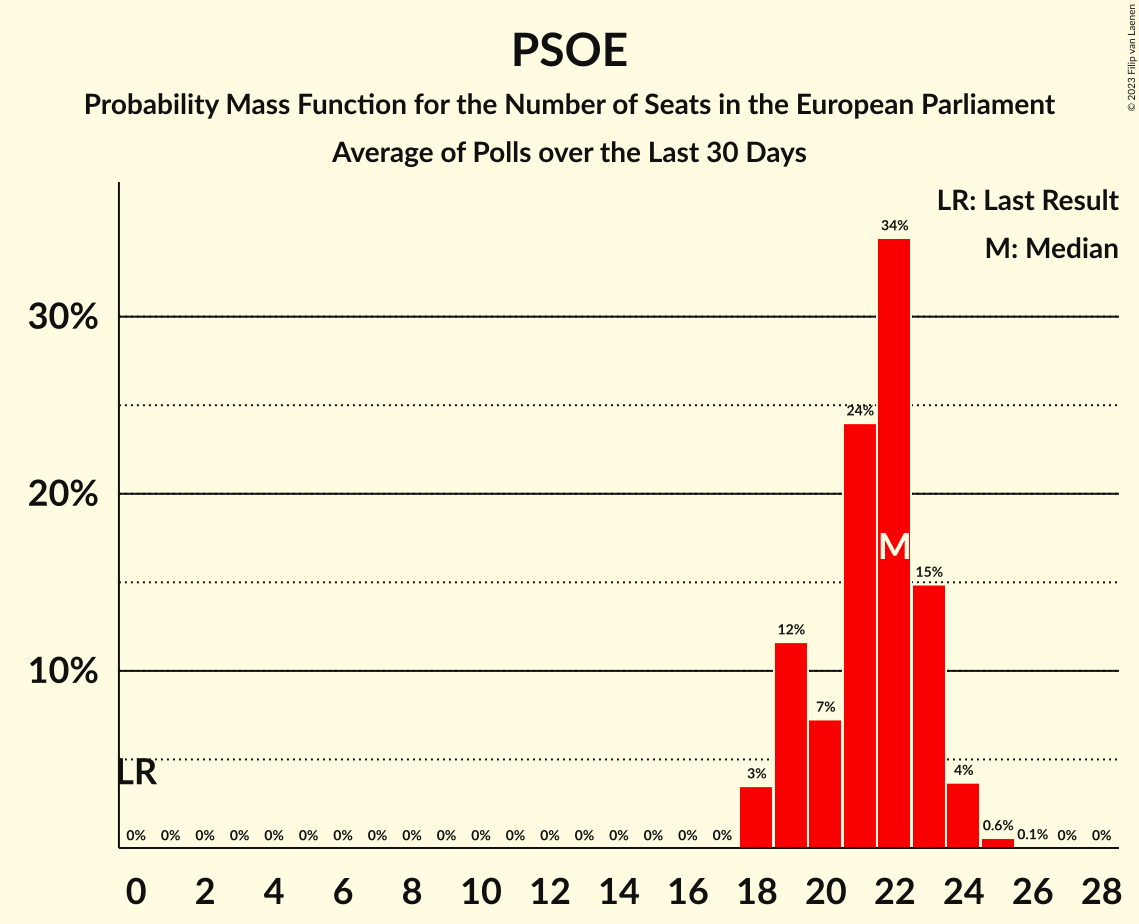 PSOE
Probability Mass Function for the Number of Seats in the European Parliament
Average of Polls over the Last 30 Days
© 2023 Filip van Laenen
LR: Last Result
M: Median
34%
30%
24%
20%
M
15%
12%
10%
7%
LR
3%
4%
0% 0% 0% 0% 0% 0% 0% 0% 0% 0% 0% 0% 0% 0% 0% 0% 0% 0% 0.6% 0.1% 0% 0%
0 2 4 6 8 10 12 14 16 18 20 22 24 26 28